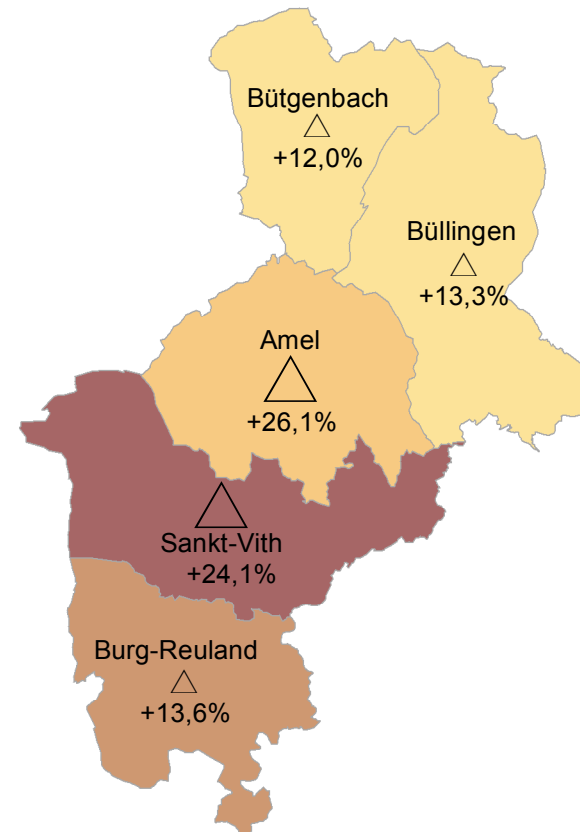 Bütgenbach
+12,0%
Büllingen
+13,3%
Amel
+26,1%
Sankt-Vith
+24,1%
Burg-Reuland
+13,6%